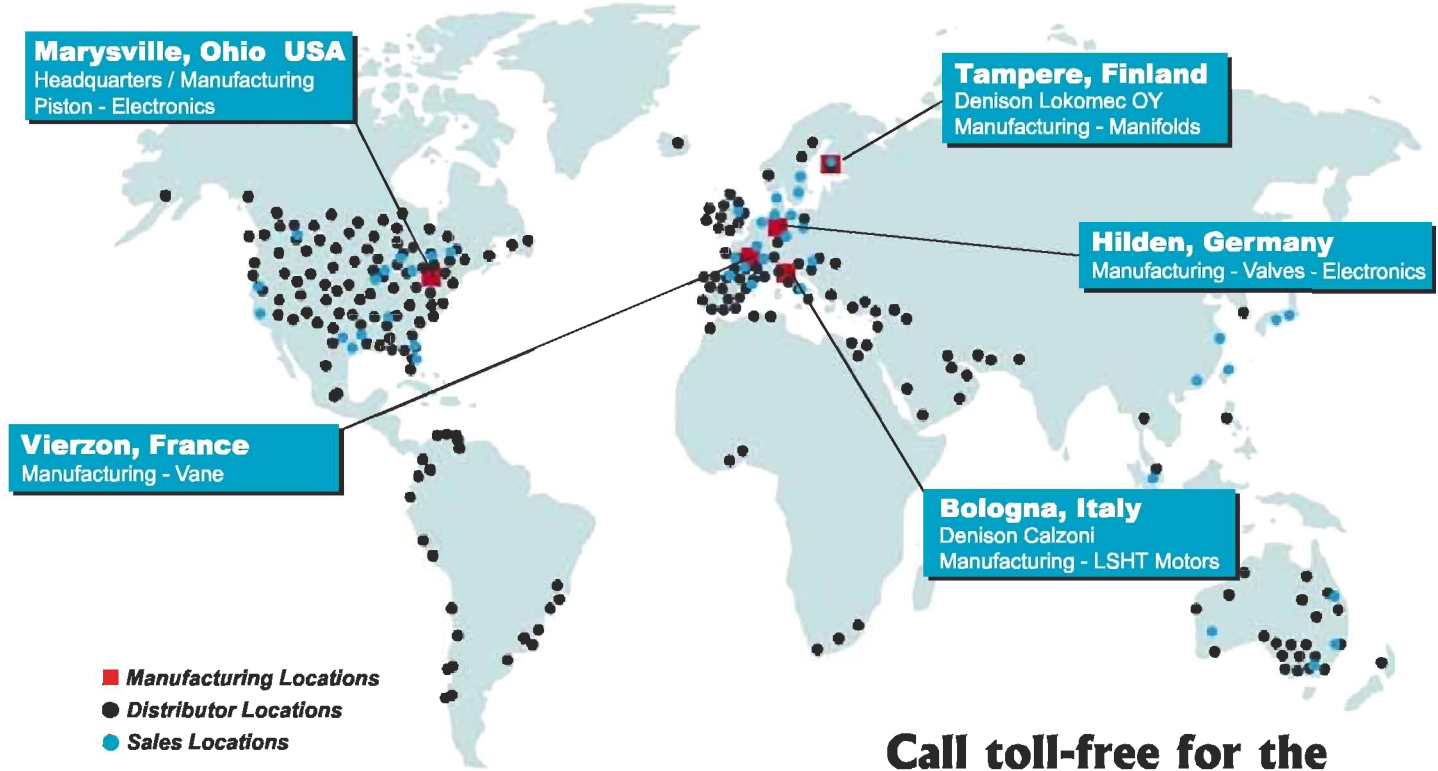 Marysville, Ohio USA
Headquarters / Manufacturing
Piston - Electronics
Tampere, Finland
Denison Lokomec OY
Manufacturing - Manifolds
Hilden, Germany
Manufacturing - Valves - Electronics
Vierzon, France
Manufacturing - Vane
Bologna, Italy
Denison Calzoni
Manufacturing - LSHT Motors
Manufacturing Locations
Distributor Locations
Sales Locations
Call toll-free for the